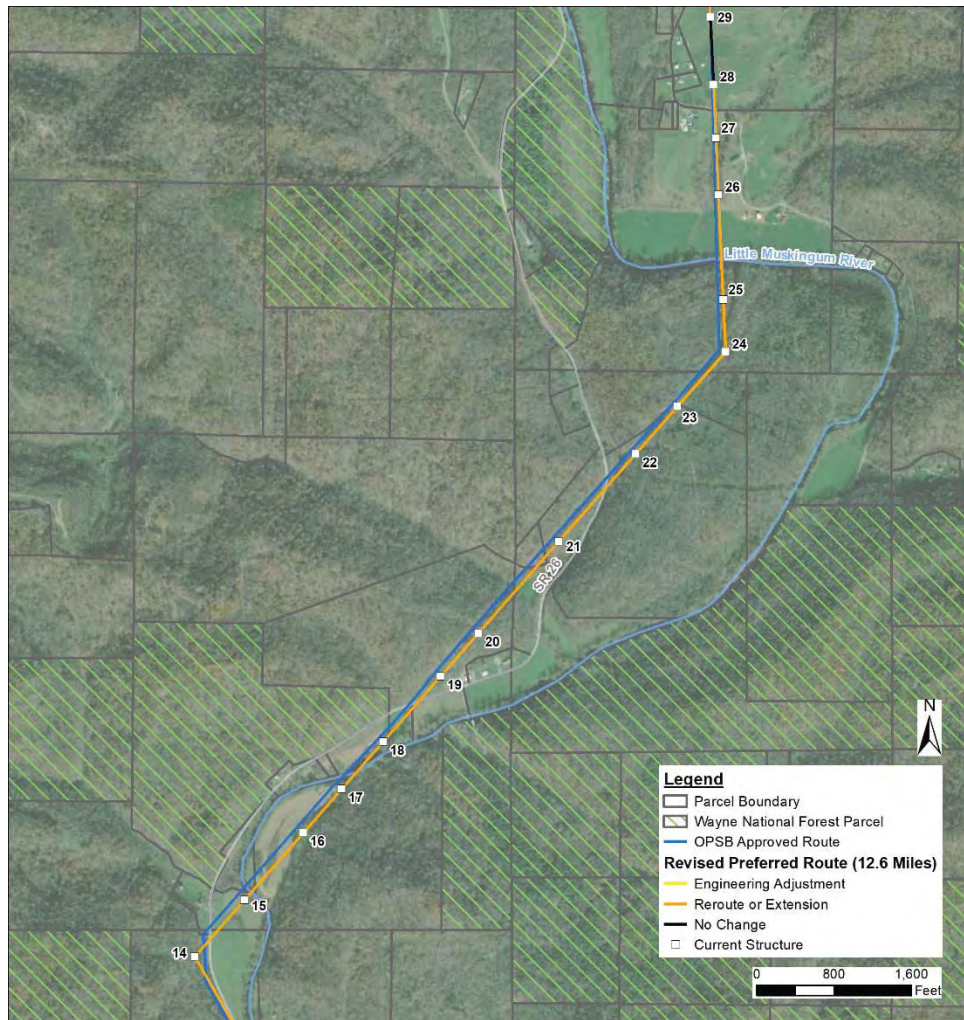 29
28
27
26
Little Muskingum River
25
24
23
22
21
SR 26
20
19
18
17
16
15
14
N
Legend
Parcel Boundary
Wayne National Forest Parcel
OPSB Approved Route
Revised Preferred Route (12.6 Miles)
Engineering Adjustment
Reroute or Extension
No Change
Current Structure
0 800 1,600
Feet